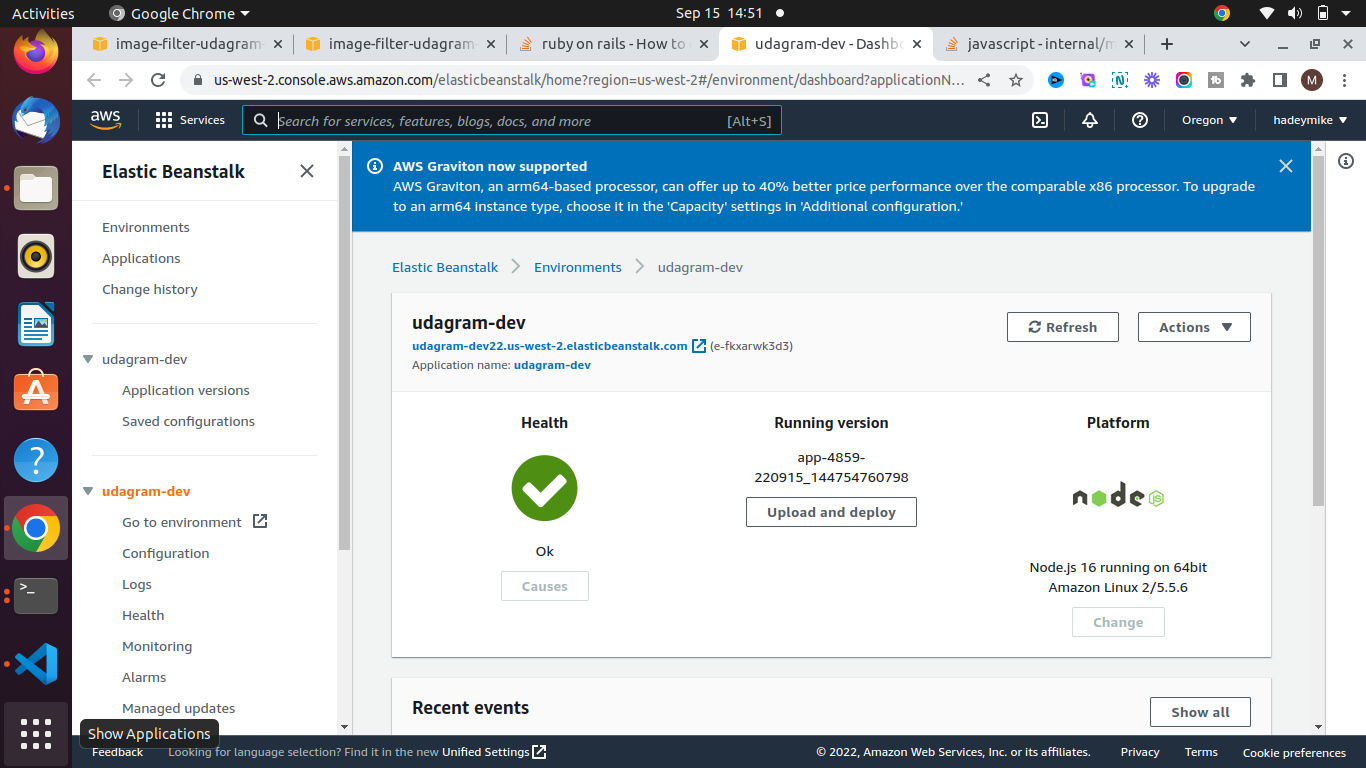 Activities
Google Chrome
Sep 15 14:51
image-filter-udagram
image-filter-udagram
ruby on rails - How to
udagram-dev - Dashb
javascript - internal/m
us-west-2.console.aws.amazon.com/elasticbeanstalk/home?region=us-west-2#/environment/dashboard?applicationN...
M
aws
Services
Search for services, features, blogs, docs, and more
[Alt+S]
Oregon
hadeymike
Elastic Beanstalk
Environments
Applications
Change history
udagram-dev
Application versions
Saved configurations
udagram-dev
Go to environment
Configuration
Logs
Health
Monitoring
Alarms
Managed updates
AWS Graviton now supported
AWS Graviton, an arm64-based processor, can offer up to 40% better price performance over the comparable x86 processor. To upgrade
to an arm64 instance type, choose it in the 'Capacity' settings in 'Additional configuration.'
Elastic Beanstalk
Environments
udagram-dev
udagram-dev
udagram-dev22.us-west-2.elasticbeanstalk.com (e-fkxarwk3d3)
Application name: udagram-dev
Refresh
Actions
Health
Ok
Causes
Running version
app-4859-
220915_144754760798
Upload and deploy
Platform
node JS
Node.js 16 running on 64bit
Amazon Linux 2/5.5.6
Change
Recent events
Show all
Show Applications
Feedback
Looking for language selection? Find it in the new Unified Settings
© 2022, Amazon Web Services, Inc. or its affiliates.
Privacy
Terms
Cookie preferences